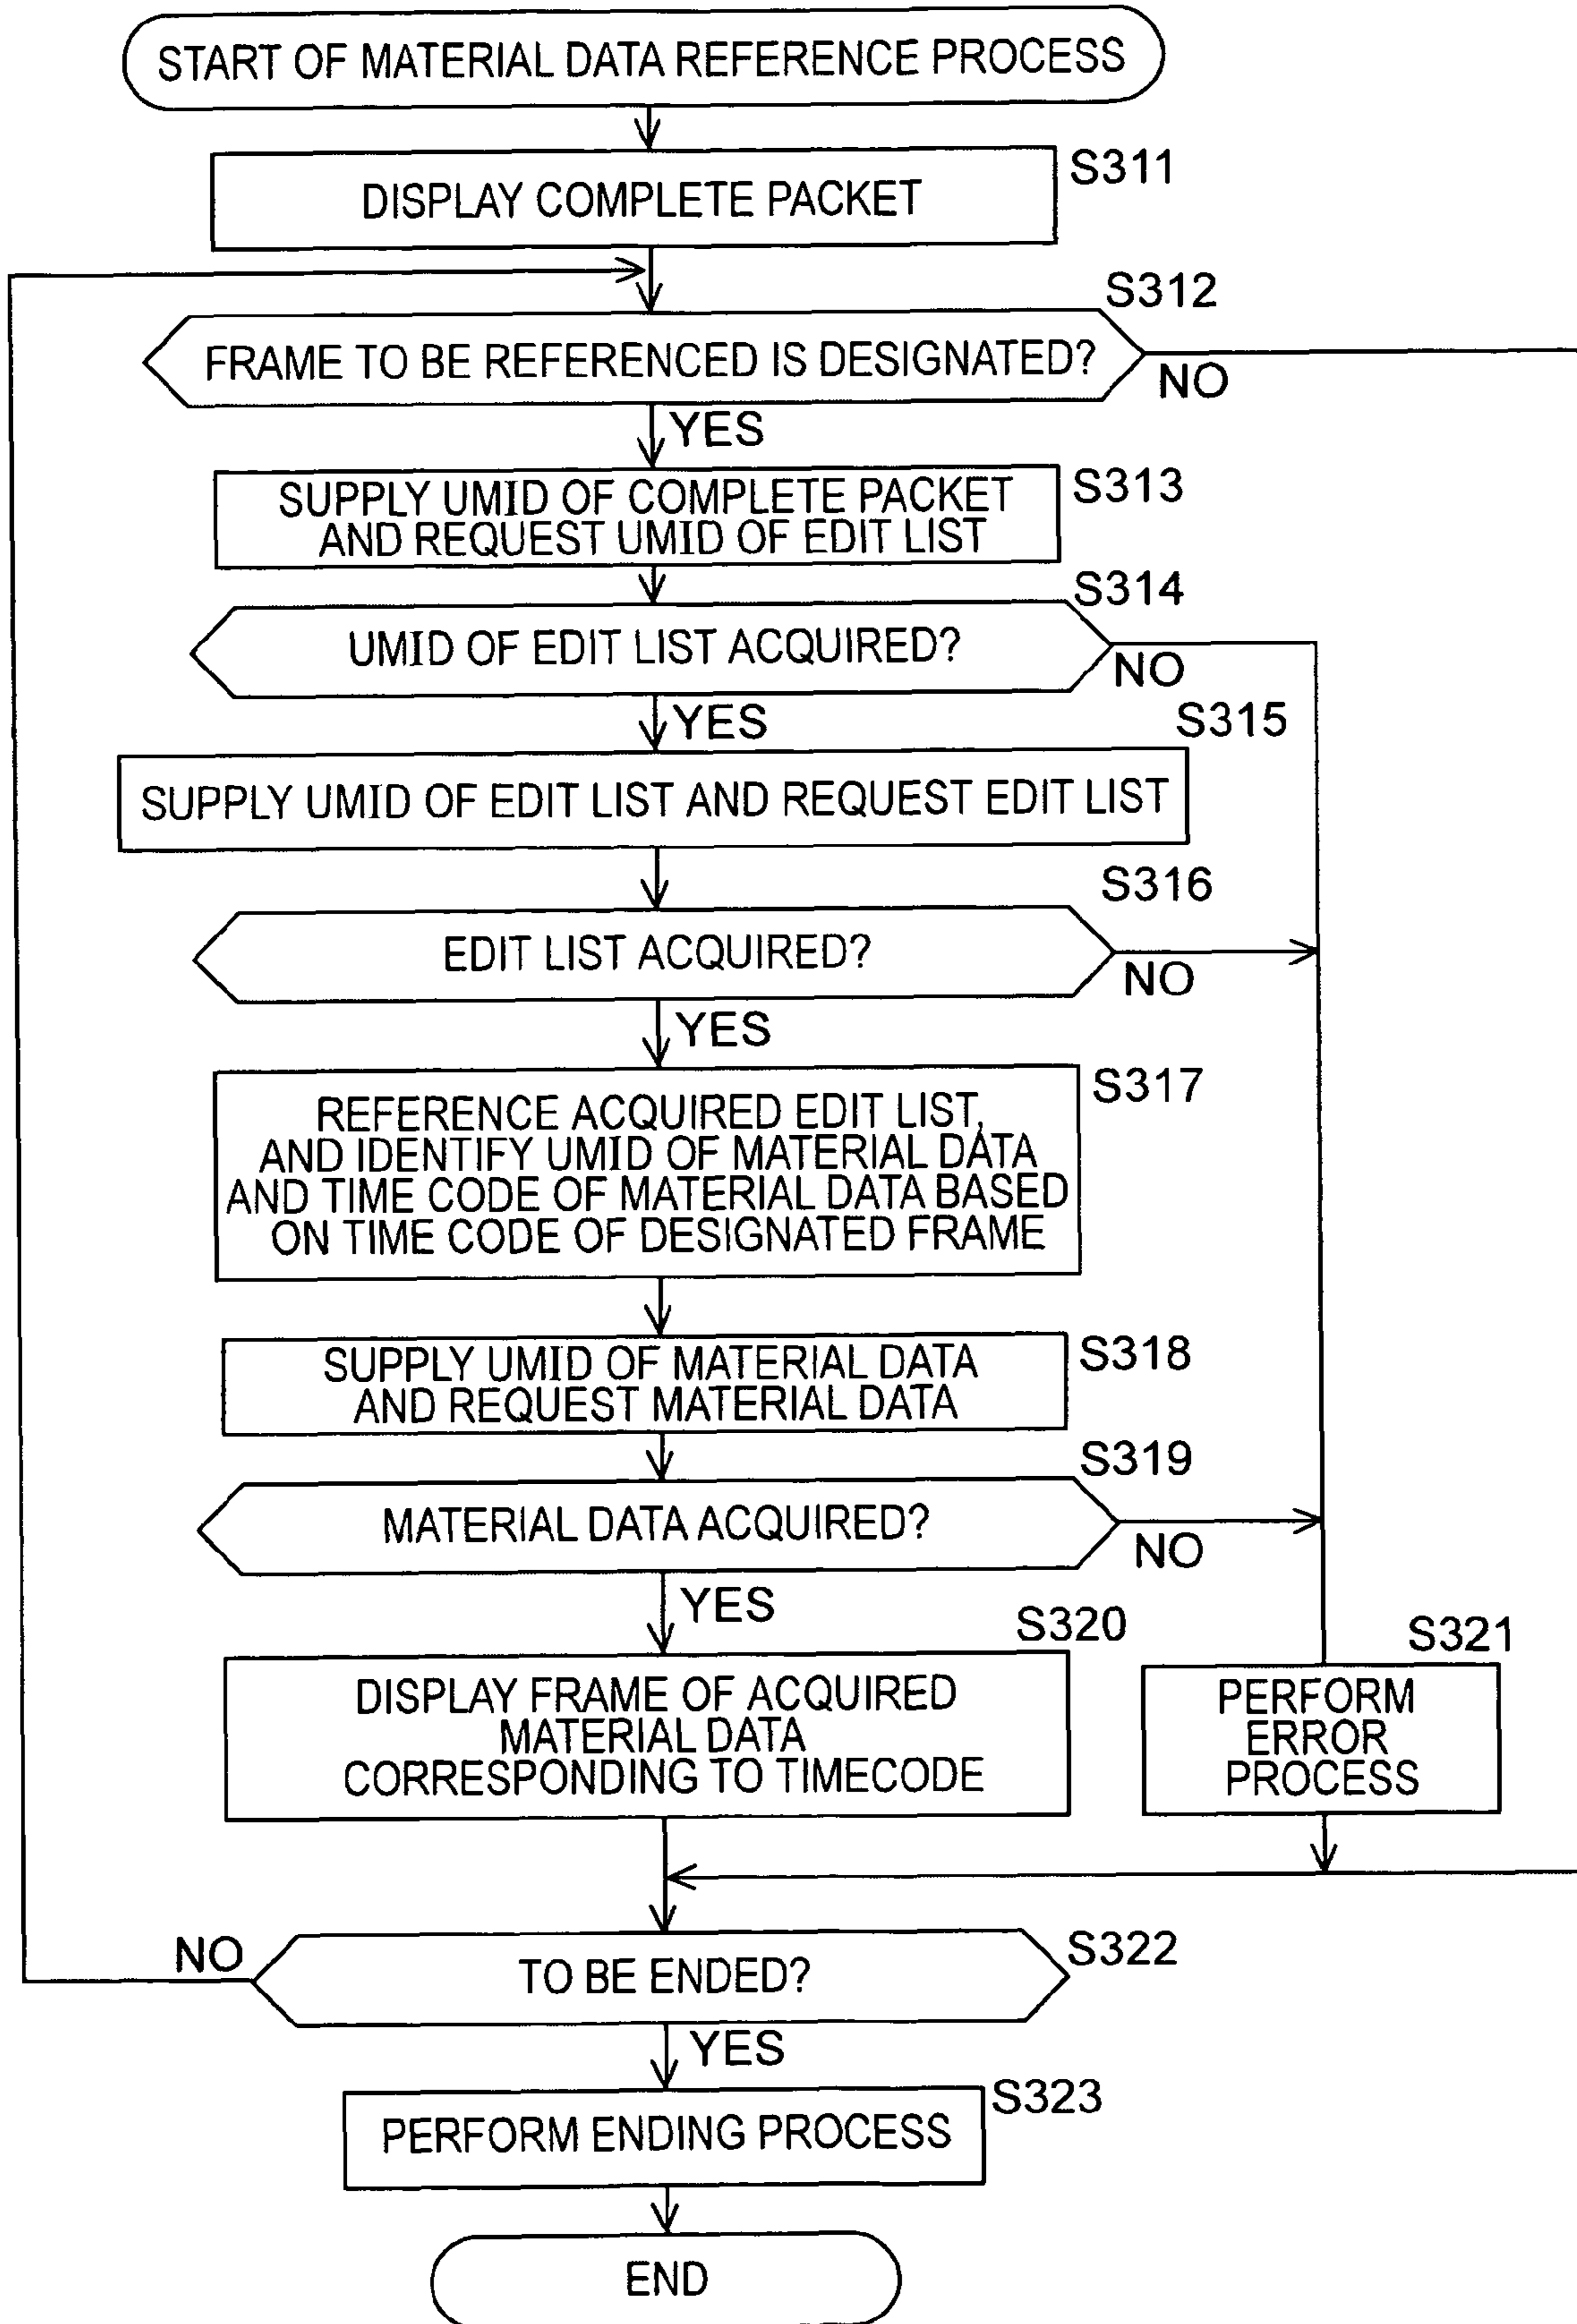 START OF MATERIAL DATA REFERENCE PROCESS
S311
DISPLAY COMPLETE PACKET
S312
FRAME TO BE REFERENCED IS DESIGNATED?
NO
YES
S313
SUPPLY UMID OF COMPLETE PACKET
AND REQUEST UMID OF EDIT LIST
S314
UMID OF EDIT LIST ACQUIRED?
NO
YES
S315
SUPPLY UMID OF EDIT LIST AND REQUEST EDIT LIST
S316
EDIT LIST ACQUIRED?
NO
YES
S317
REFERENCE ACQUIRED EDIT LIST,
AND IDENTIFY UMID OF MATERIAL DATA
AND TIME CODE OF MATERIAL DATA BASED
ON TIME CODE OF DESIGNATED FRAME
S318
SUPPLY UMID OF MATERIAL DATA
AND REQUEST MATERIAL DATA
S319
MATERIAL DATA ACQUIRED?
NO
YES
S320
DISPLAY FRAME OF ACQUIRED
MATERIAL DATA
CORRESPONDING TO TIMECODE
S321
PERFORM
ERROR
PROCESS
NO
S322
TO BE ENDED?
YES
S323
PERFORM ENDING PROCESS
END